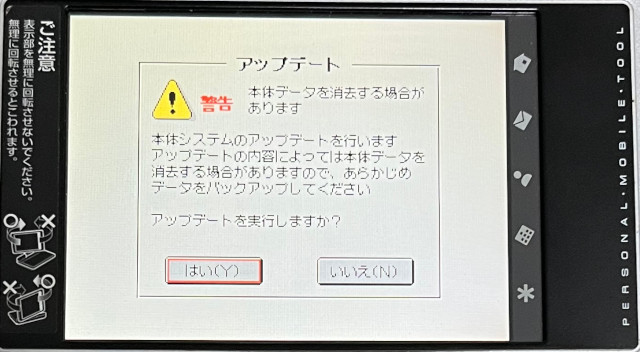 ご注意
表示部を無理に回転させないでください。
無理に回転させるとこわれます。
アップデート
警告
本体データを消去する場合が
あります
本体システムのアップデートを行います
アップデートの内容によっては本体データを
消去する場合がありますので、あらかじめ
データをバックアップしてください
アップデートを実行しますか？
はい(Y)
いいえ(N)
PERSONAL・MOBILE・TOOL